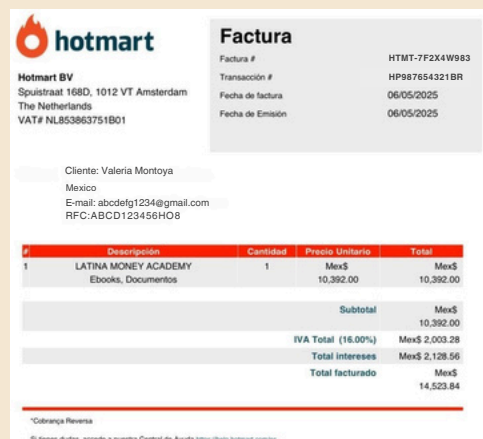 hotmart
Factura
Factura # HTMT-7F2X4W983
Transacción # HP987654321BR
Fecha de factura 06/05/2025
Fecha de Emisión 06/05/2025
Hotmart BV
Spuistraat 168D, 1012 VT Amsterdam
The Netherlands
VAT# NL853863751B01
Cliente: Valeria Montoya
Mexico
E-mail: abcdefg1234@gmail.com
RFC:ABCD123456HO8
# Descripción Cantidad Precio Unitario Total
1 LATINA MONEY ACADEMY 1 Mex$ Mex$
Ebooks, Documentos 10,392.00 10,392.00
Subtotal Mex$
10,392.00
IVA Total (16.00%) Mex$ 2,003.28
Total intereses Mex$ 2,128.56
Total facturado Mex$
14,523.84
*Cobrança Reversa